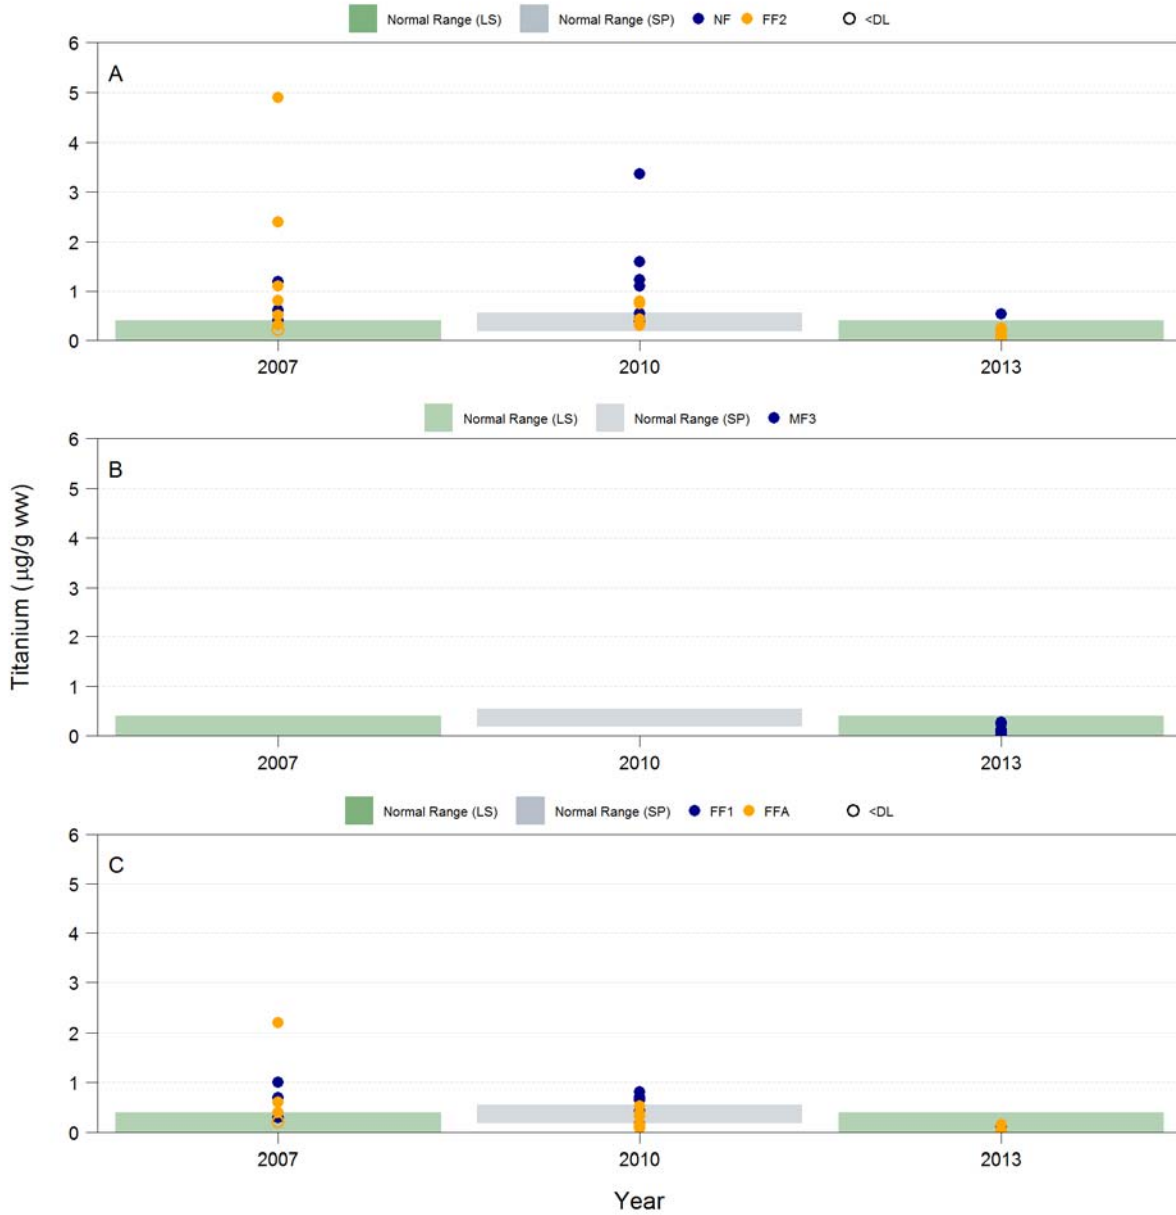 Normal Range (LS) Normal Range (SP) NF FF2 <DL
A
6
5
4
3
2
1
0
2007 2010 2013
Normal Range (LS) Normal Range (SP) MF3
B
6
5
4
3
2
1
0
2007 2010 2013
Titanium (μg/g ww)
Normal Range (LS) Normal Range (SP) FF1 FFA <DL
C
6
5
4
3
2
1
0
2007 2010 2013
Year